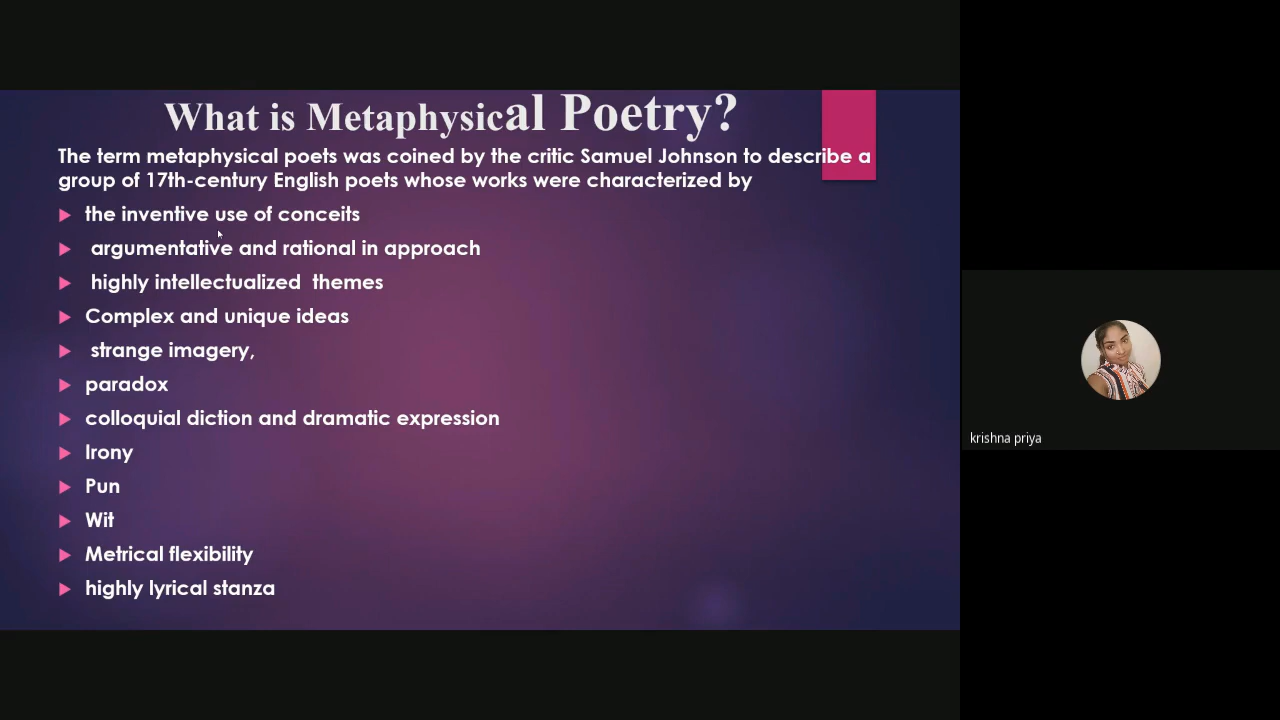 What is Metaphysical Poetry?
The term metaphysical poets was coined by the critic Samuel Johnson to describe a
group of 17th-century English poets whose works were characterized by
the inventive use of conceits
argumentative and rational in approach
highly intellectualized themes
Complex and unique ideas
strange imagery,
paradox
colloquial diction and dramatic expression
Irony
Pun
Wit
Metrical flexibility
highly lyrical stanza
krishna priya